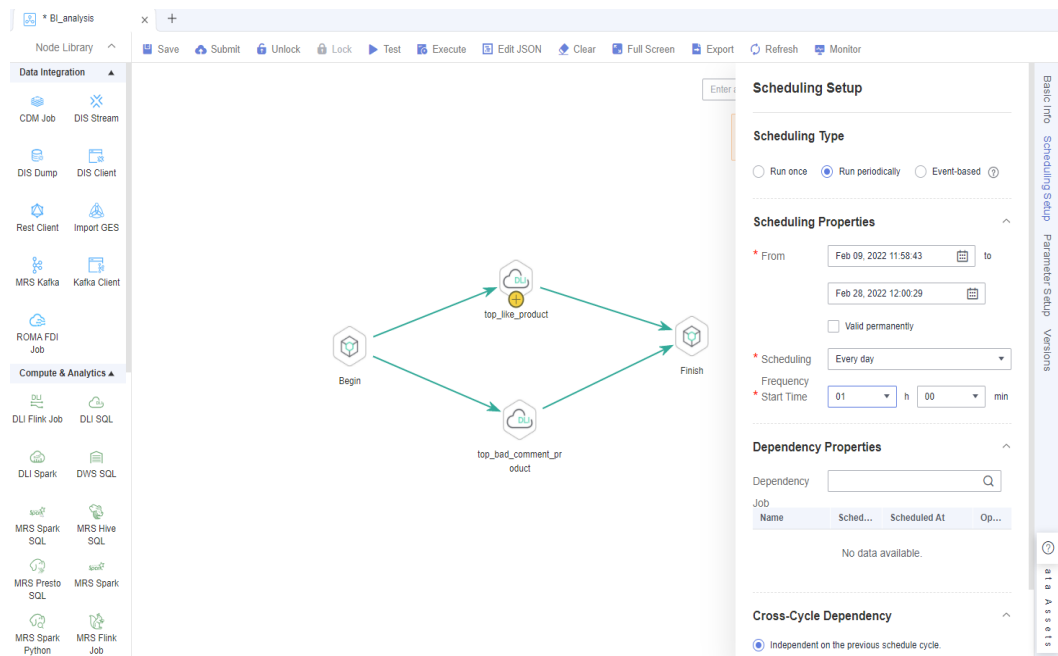 * BI_analysis
Node Library
Save Submit Unlock Lock Test Execute Edit JSON Clear Full Screen Export Refresh Monitor
Data Integration
CDM Job DIS Stream
DIS Dump DIS Client
Rest Client Import GES
MRS Kafka Kafka Client
ROMA FDI
Job
Compute & Analytics
DLI
DLI Flink Job DLI SQL
DLI Spark DWS SQL
MRS Spark
SQL
MRS Hive
SQL
MRS Presto
SQL
MRS Spark
MRS Spark
Python
MRS Flink
Job
Enter
Begin
DLI
top_like_product
DLI
top_bad_comment_pr
oduct
Finish
Scheduling Setup
Scheduling Type
Run once Run periodically Event-based
Scheduling Properties
* From Feb 09, 2022 11:58:43 to
Feb 28, 2022 12:00:29
Valid permanently
* Scheduling
Frequency
Every day
* Start Time 01 h 00 min
Dependency Properties
Dependency
Job
Name Sched... Scheduled At Op...
No data available.
Cross-Cycle Dependency
Independent on the previous schedule cycle.
Basic Info
Scheduling Setup
Parameter Setup
Versions
ata Assets